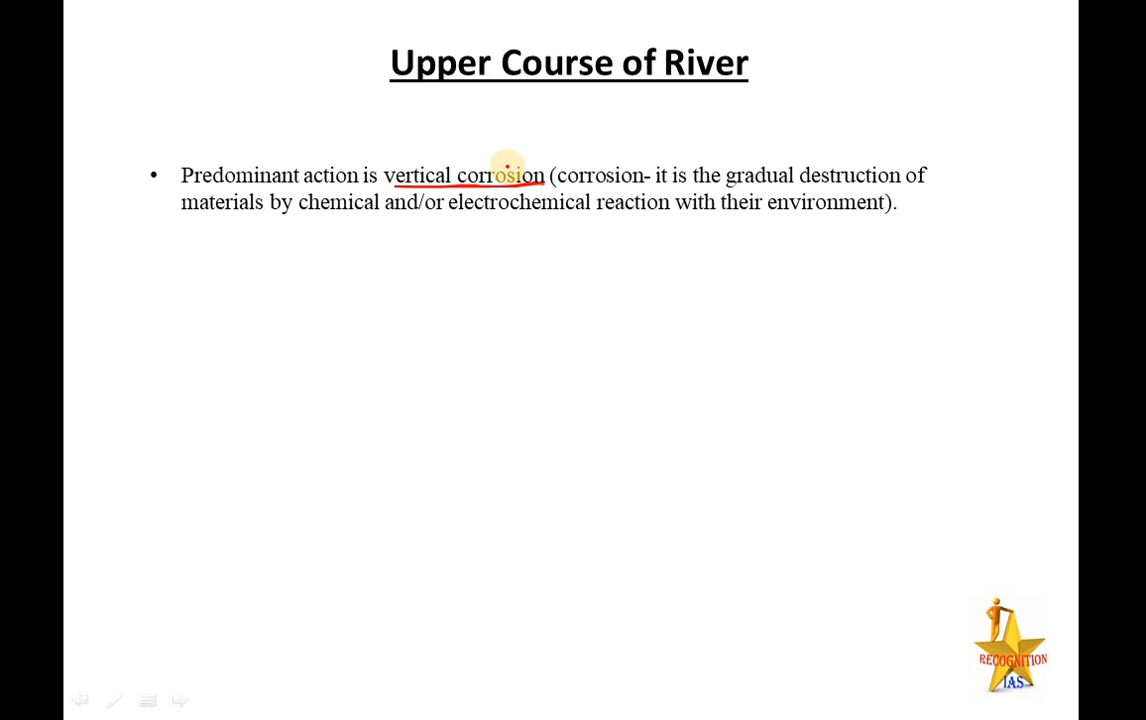 Upper Course of River
• Predominant action is vertical corrosion (corrosion- it is the gradual destruction of
materials by chemical and/or electrochemical reaction with their environment).
RECOGNITION
IAS